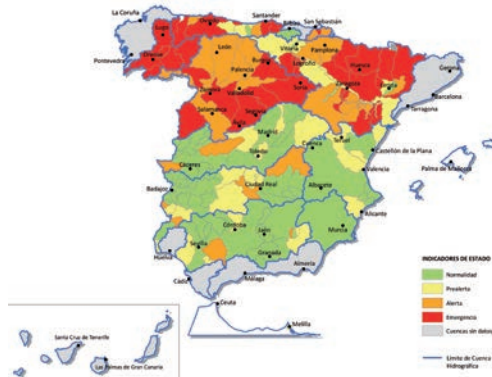 La Coruña
Oviedo
Santander
Bilbao
San Sebastián
Lugo
Vitoria
Pamplona
Pontevedra
Orense
León
Burgos
Logroño
Huesca
Gerona
Palencia
Zamora
Valladolid
Soria
Zaragoza
Lérida
Barcelona
Tarragona
Salamanca
Segovia
Ávila
Madrid
Teruel
Toledo
Cuenca
Castellón de la Plana
Cáceres
Valencia
Palma de Mallorca
Badajoz
Ciudad Real
Albacete
Alicante
Córdoba
Jaén
Murcia
Sevilla
Huelva
Granada
Almería
Cádiz
Málaga
Ceuta
Melilla
Santa Cruz de Tenerife
Las Palmas de Gran Canaria
INDICADORES DE ESTADO
Normalidad
Prealerta
Alerta
Emergencia
Cuencas sin datos
Límite de Cuenca
Hidrográfica